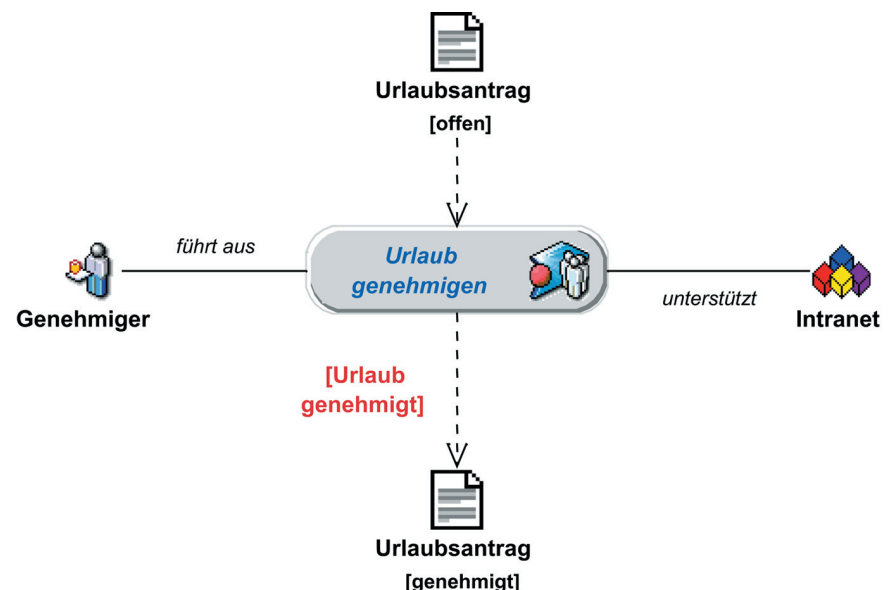 Urlaubsantrag
[offen]
führt aus
Urlaub
genehmigen
unterstützt
Genehmiger
Intranet
[Urlaub
genehmigt]
Urlaubsantrag
[genehmigt]